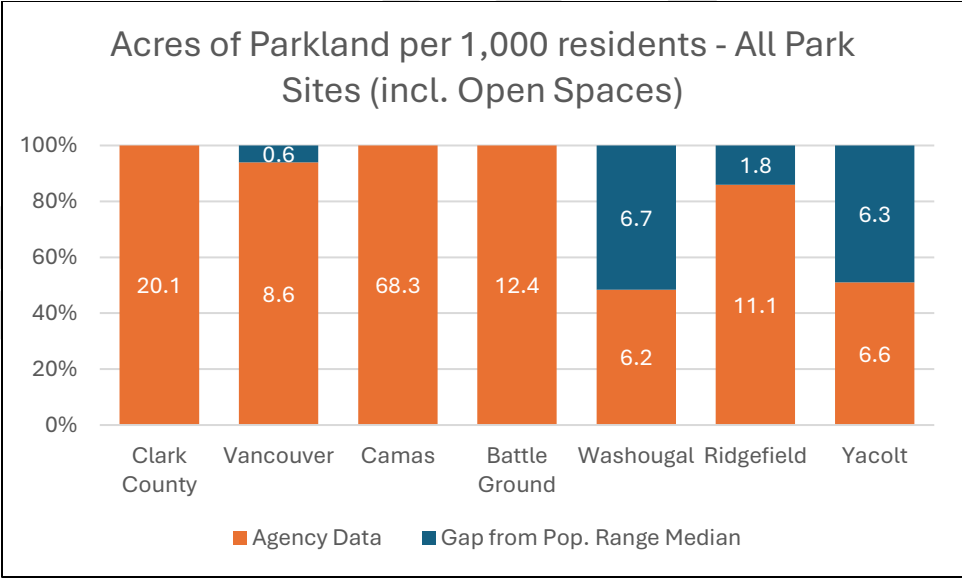 Acres of Parkland per 1,000 residents - All Park
Sites (incl. Open Spaces)
100%
80%
60%
40%
20%
0%
0.6
1.8
6.7
6.3
20.1
8.6
68.3
12.4
6.2
11.1
6.6
Clark County
Vancouver
Camas
Battle Ground
Washougal
Ridgefield
Yacolt
Agency Data
Gap from Pop. Range Median